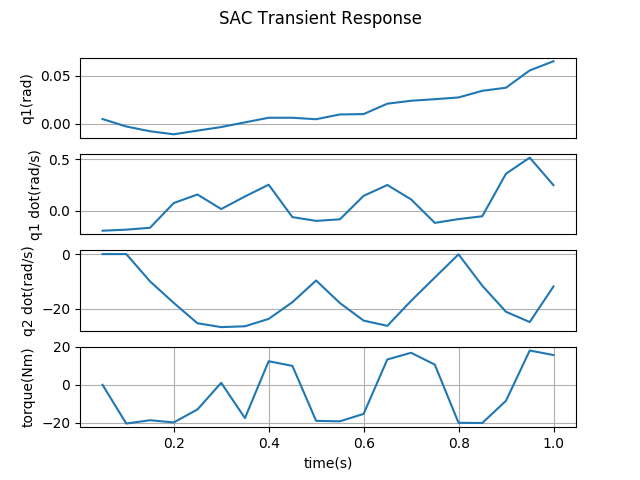 SAC Transient Response
q1(rad)
0.05
0.00
q1 dot(rad/s)
0.5
0.0
q2 dot(rad/s)
0
−20
torque(Nm)
20
0
−20
0.2 0.4 0.6 0.8 1.0
time(s)